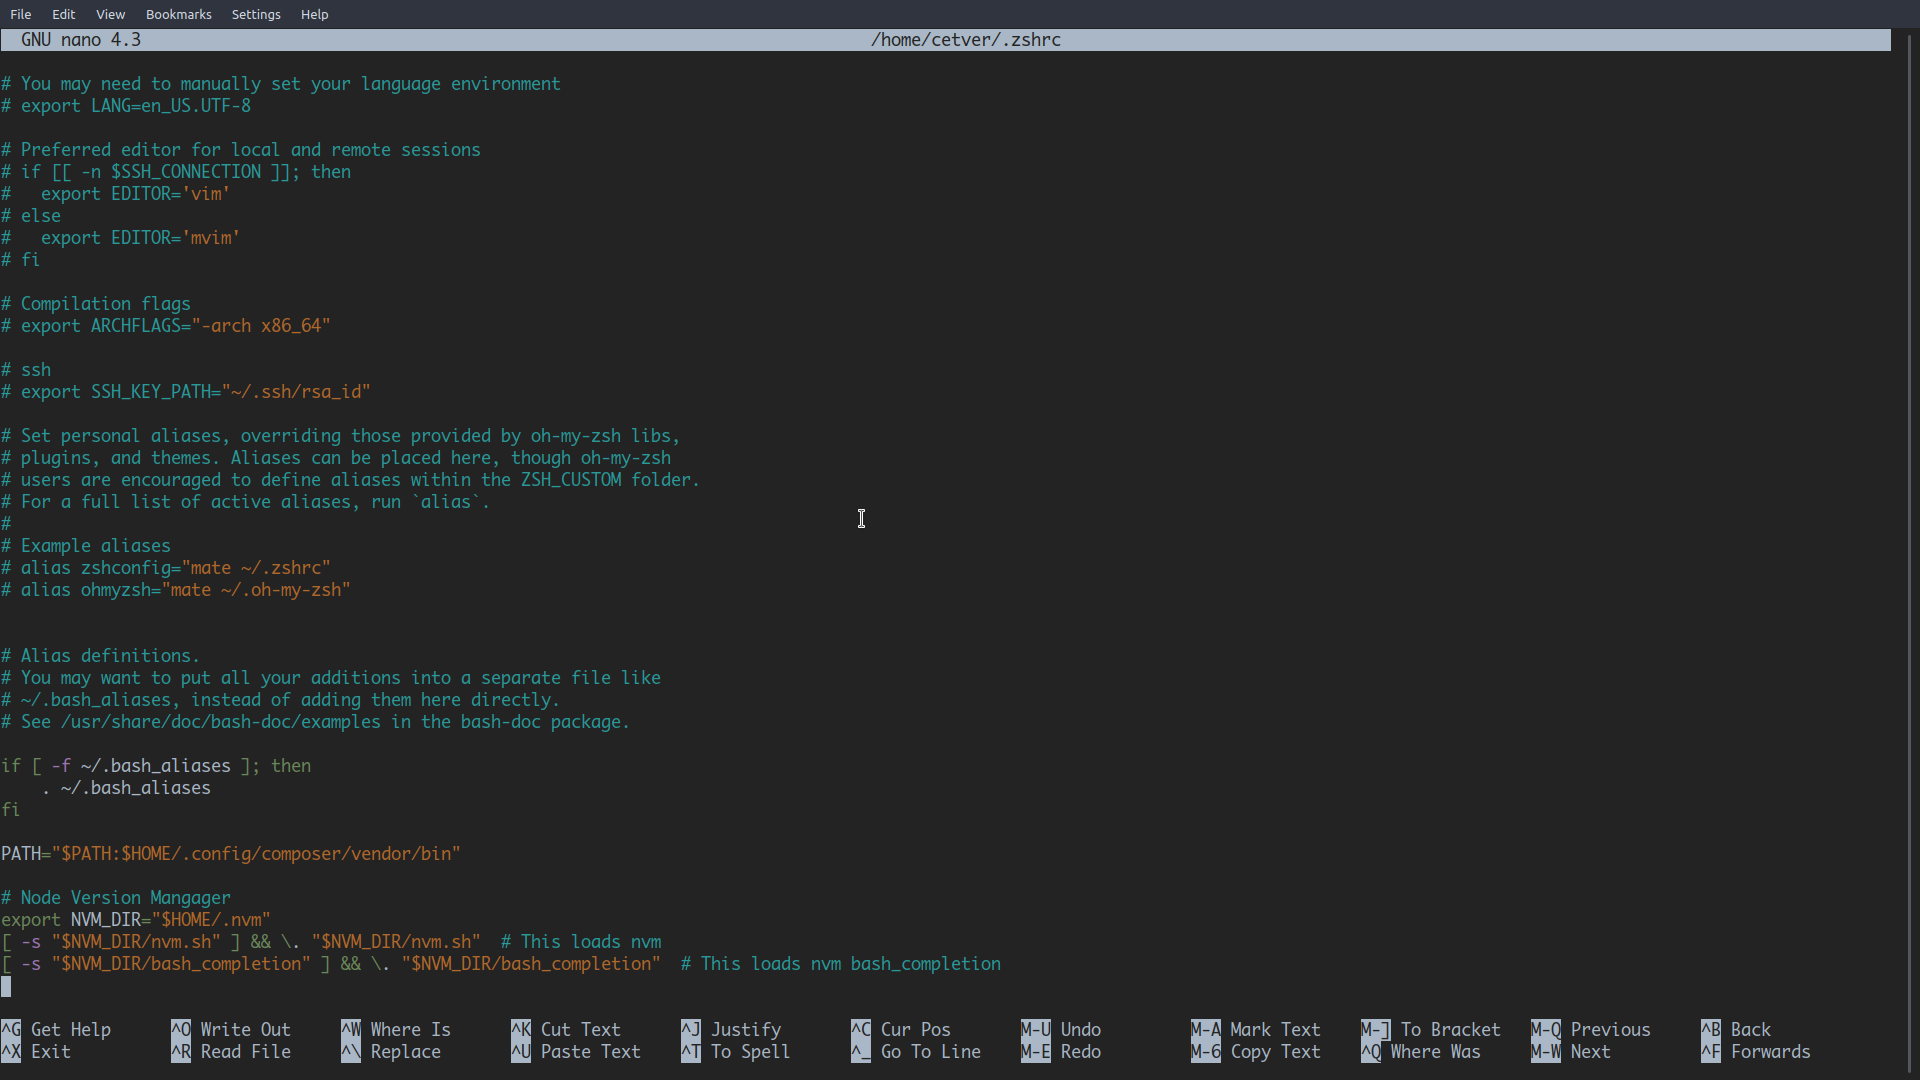 File Edit View Bookmarks Settings Help
GNU nano 4.3 /home/cetver/.zshrc
# You may need to manually set your language environment
# export LANG=en_US.UTF-8
# Preferred editor for local and remote sessions
# if [[ -n $SSH_CONNECTION ]]; then
#   export EDITOR='vim'
# else
#   export EDITOR='mvim'
# fi
# Compilation flags
# export ARCHFLAGS="-arch x86_64"
# ssh
# export SSH_KEY_PATH="~/.ssh/rsa_id"
# Set personal aliases, overriding those provided by oh-my-zsh libs,
# plugins, and themes. Aliases can be placed here, though oh-my-zsh
# users are encouraged to define aliases within the ZSH_CUSTOM folder.
# For a full list of active aliases, run `alias`.
#
# Example aliases
# alias zshconfig="mate ~/.zshrc"
# alias ohmyzsh="mate ~/.oh-my-zsh"
# Alias definitions.
# You may want to put all your additions into a separate file like
# ~/.bash_aliases, instead of adding them here directly.
# See /usr/share/doc/bash-doc/examples in the bash-doc package.
if [ -f ~/.bash_aliases ]; then
    . ~/.bash_aliases
fi
PATH="$PATH:$HOME/.config/composer/vendor/bin"
# Node Version Mangager
export NVM_DIR="$HOME/.nvm"
[ -s "$NVM_DIR/nvm.sh" ] && \. "$NVM_DIR/nvm.sh"  # This loads nvm
[ -s "$NVM_DIR/bash_completion" ] && \. "$NVM_DIR/bash_completion"  # This loads nvm bash_completion
^G Get Help ^O Write Out ^W Where Is ^K Cut Text ^J Justify ^C Cur Pos M-U Undo M-A Mark Text M-] To Bracket M-Q Previous ^B Back
^X Exit ^R Read File ^\ Replace ^U Paste Text ^T To Spell ^_ Go To Line M-E Redo M-6 Copy Text ^Q Where Was M-W Next ^F Forwards